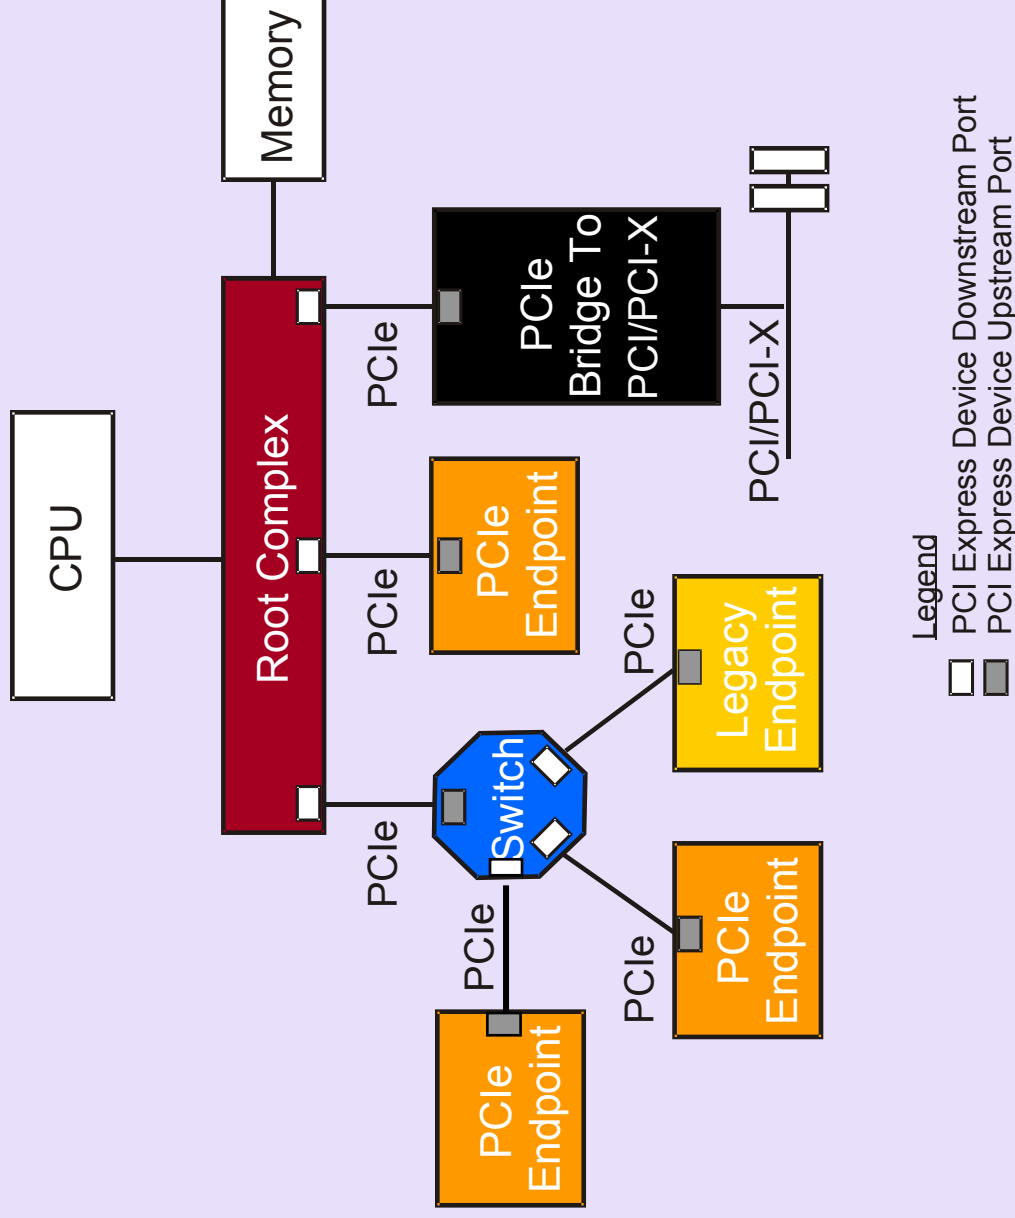 CPU
Memory
Root Complex
PCIe
PCIe
PCIe
PCIe
Endpoint
PCIe
Bridge To
PCI/PCI-X
Switch
PCIe
PCIe
Endpoint
PCIe
PCIe
Endpoint
PCIe
Legacy
Endpoint
PCI/PCI-X
Legend
PCI Express Device Downstream Port
PCI Express Device Upstream Port